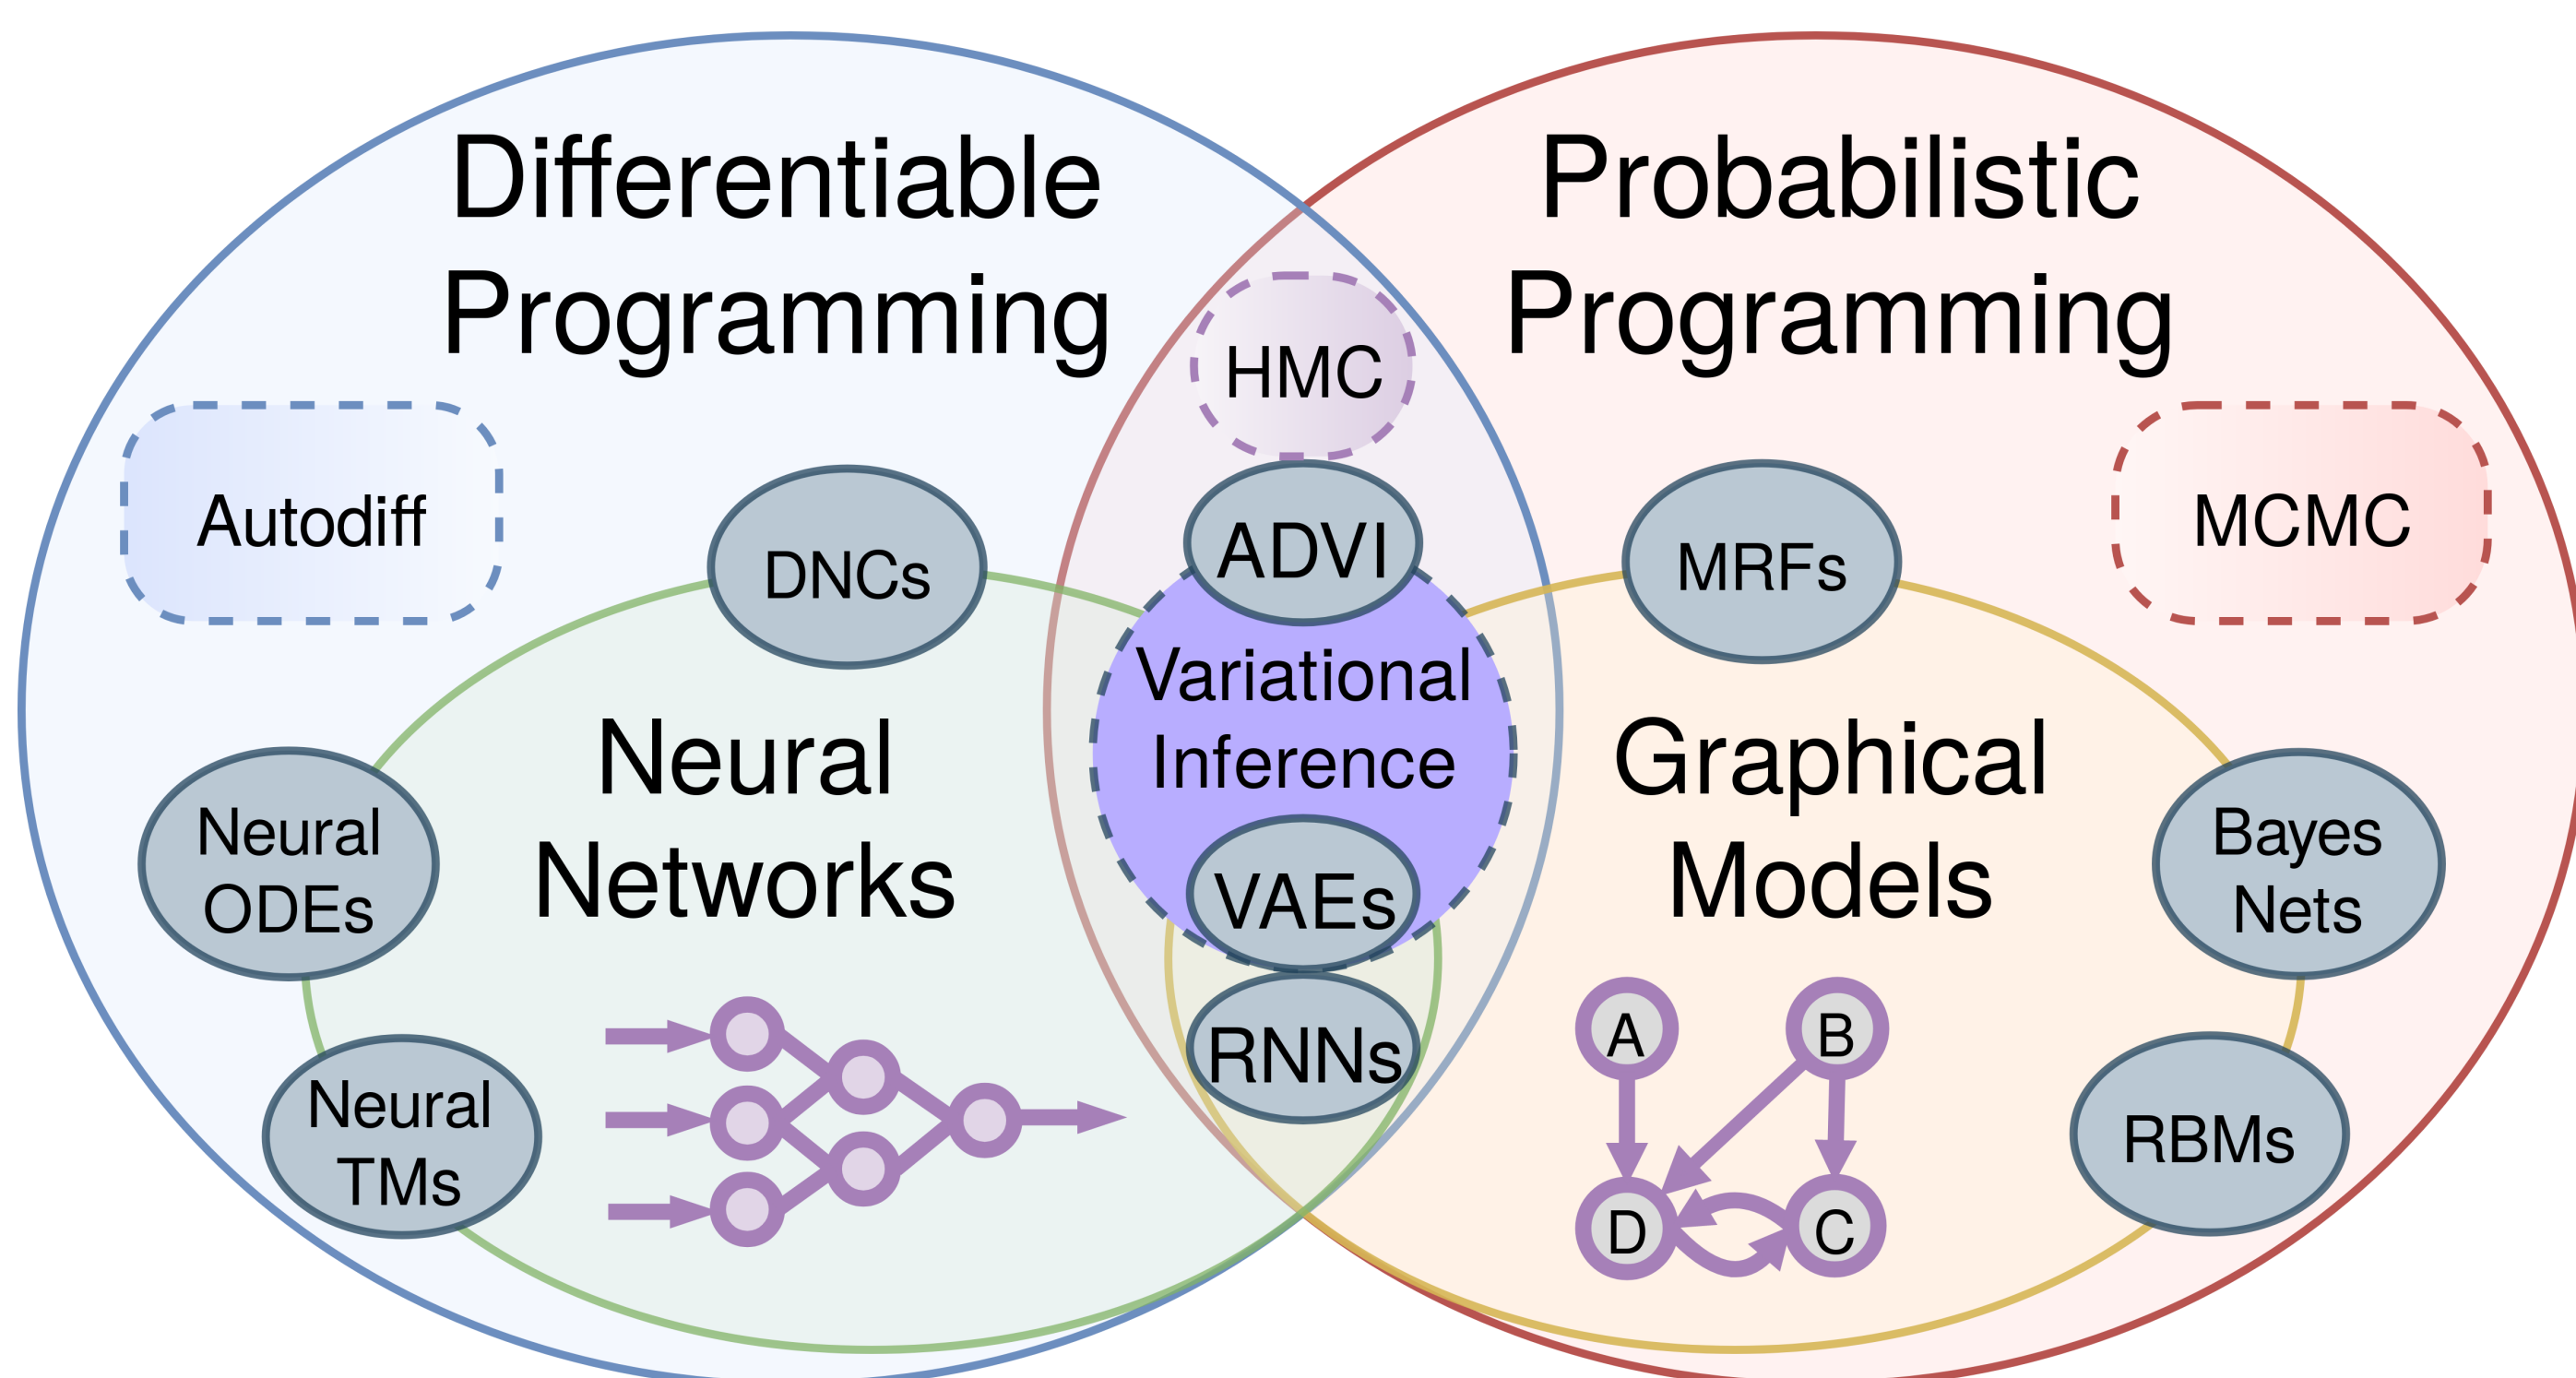 Differentiable
Programming
Probabilistic
Programming
HMC
Autodiff
MCMC
DNCs
ADVI
MRFs
Variational
Inference
Neural
Networks
Graphical
Models
Neural
ODEs
VAEs
Bayes
Nets
RNNs
A
B
Neural
TMs
RBMs
D
C